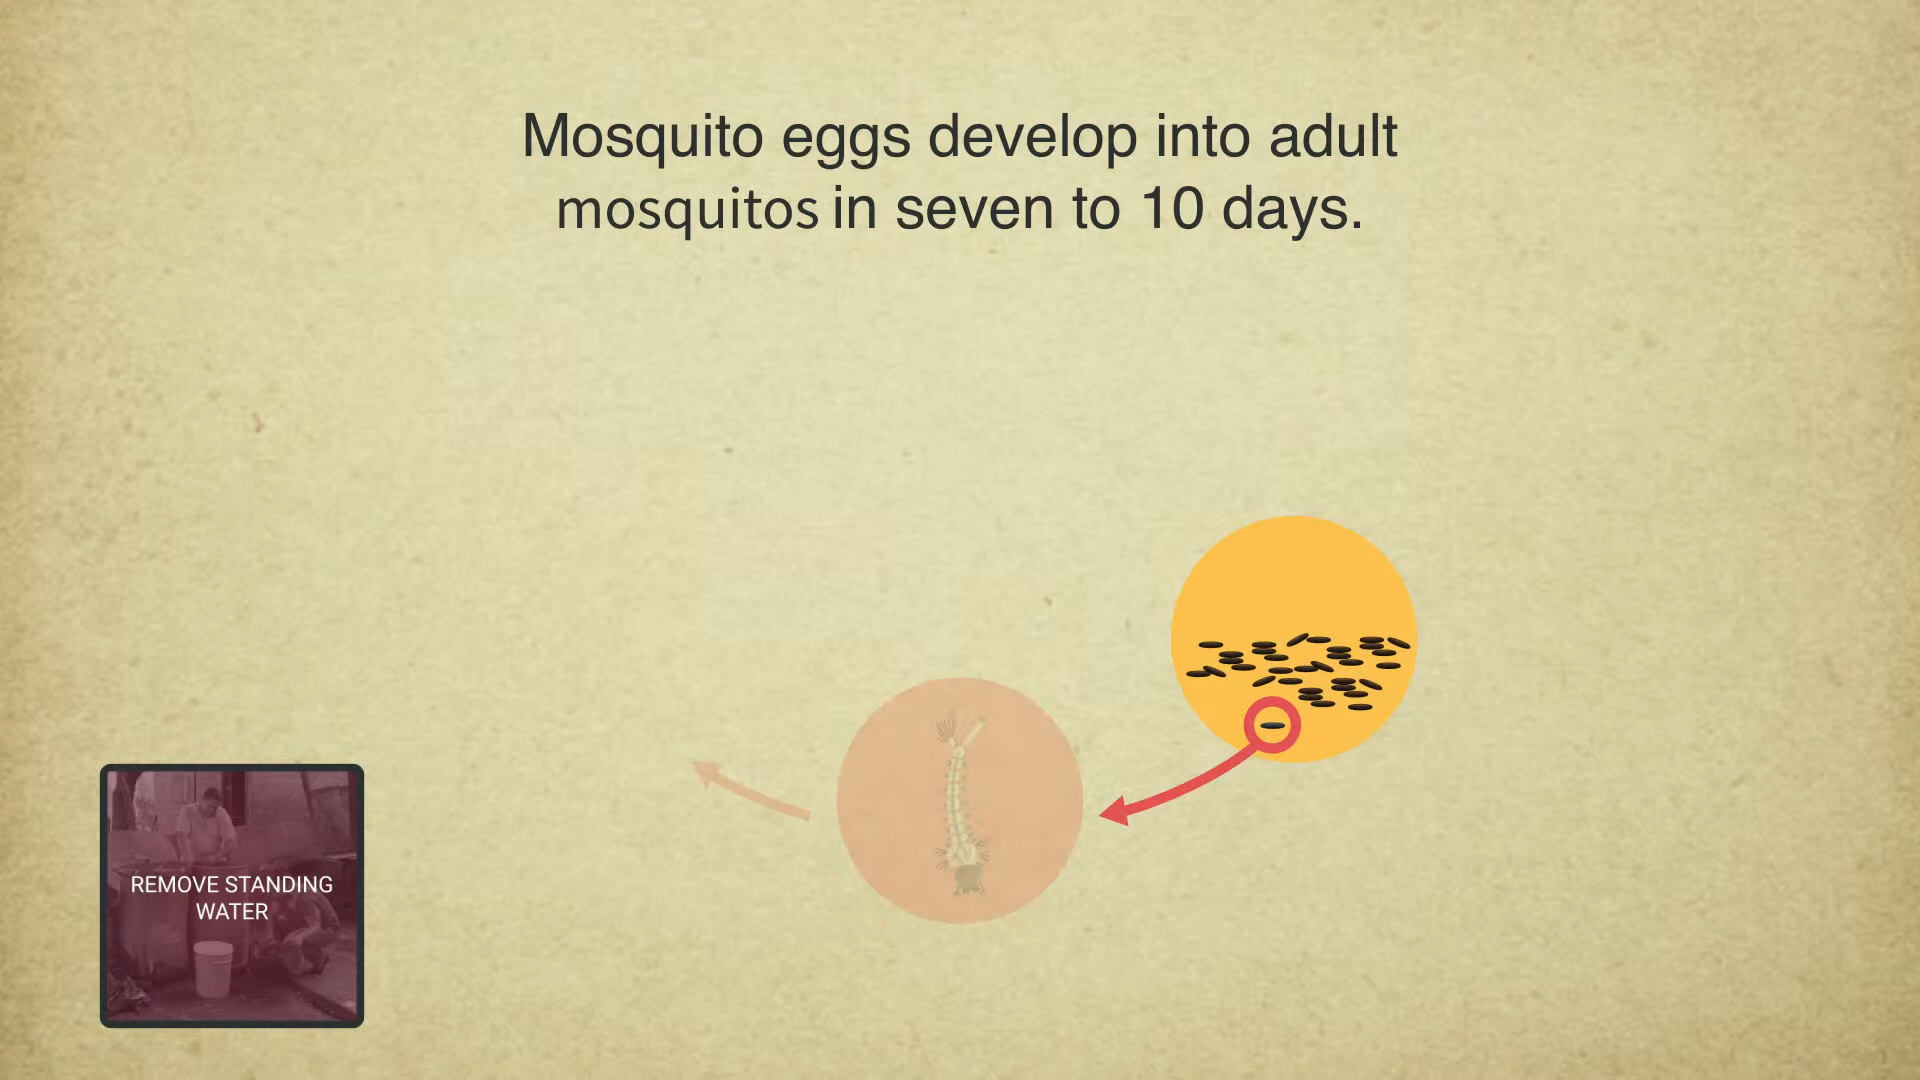 Mosquito eggs develop into adult
mosquitos in seven to 10 days.
REMOVE STANDING
WATER